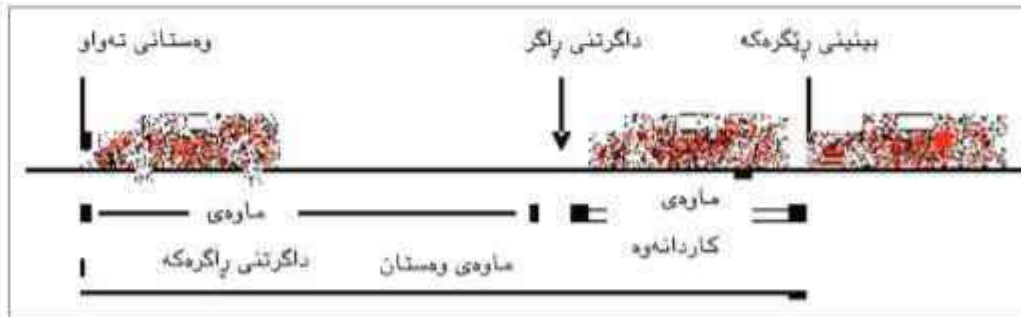 بینینی ڕێگرەکە
داگرتنی ڕاگر
وەستانی تەواو
ماوەی
کاردانەوە
ماوەی
داگرتنی ڕاگرەکە
ماوەی وەستان